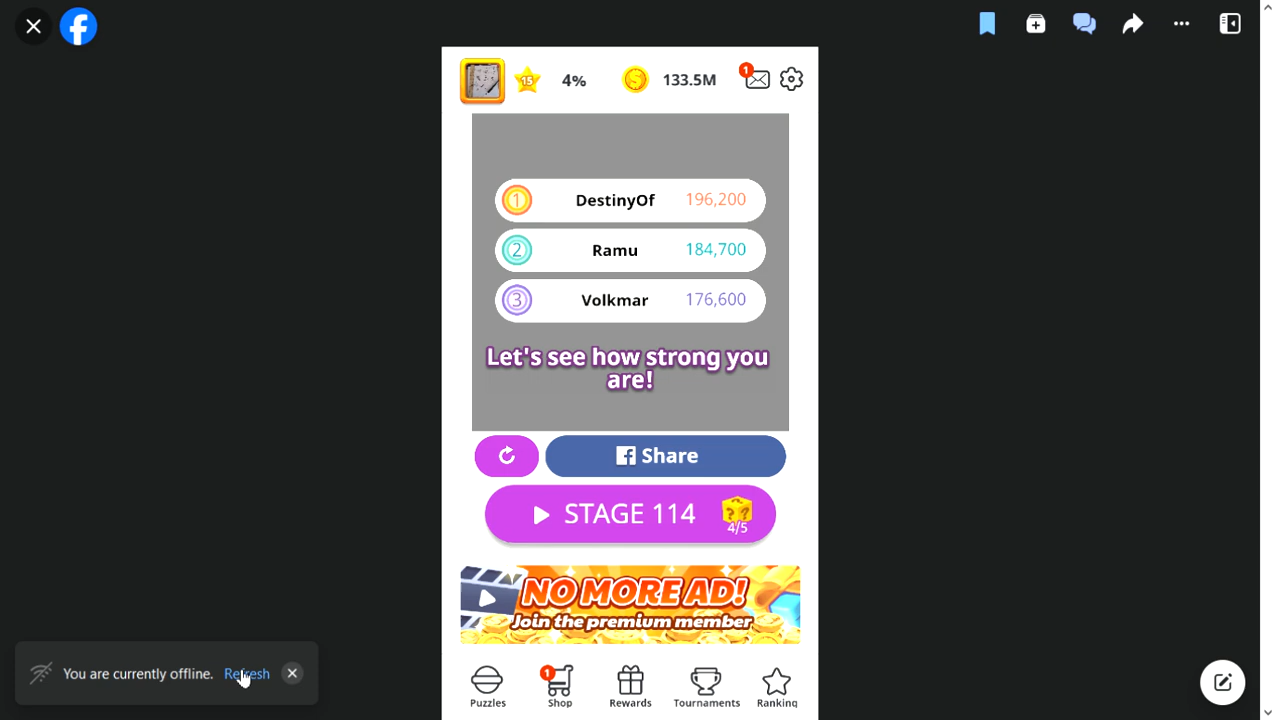 15 4% 133.5M 1
1 DestinyOf 196,200
2 Ramu 184,700
3 Volkmar 176,600
Let's see how strong you
are!
Share
STAGE 114
4/5
NO MORE AD!
Join the premium member
You are currently offline. Refresh
1
Puzzles Shop Rewards Tournaments Ranking